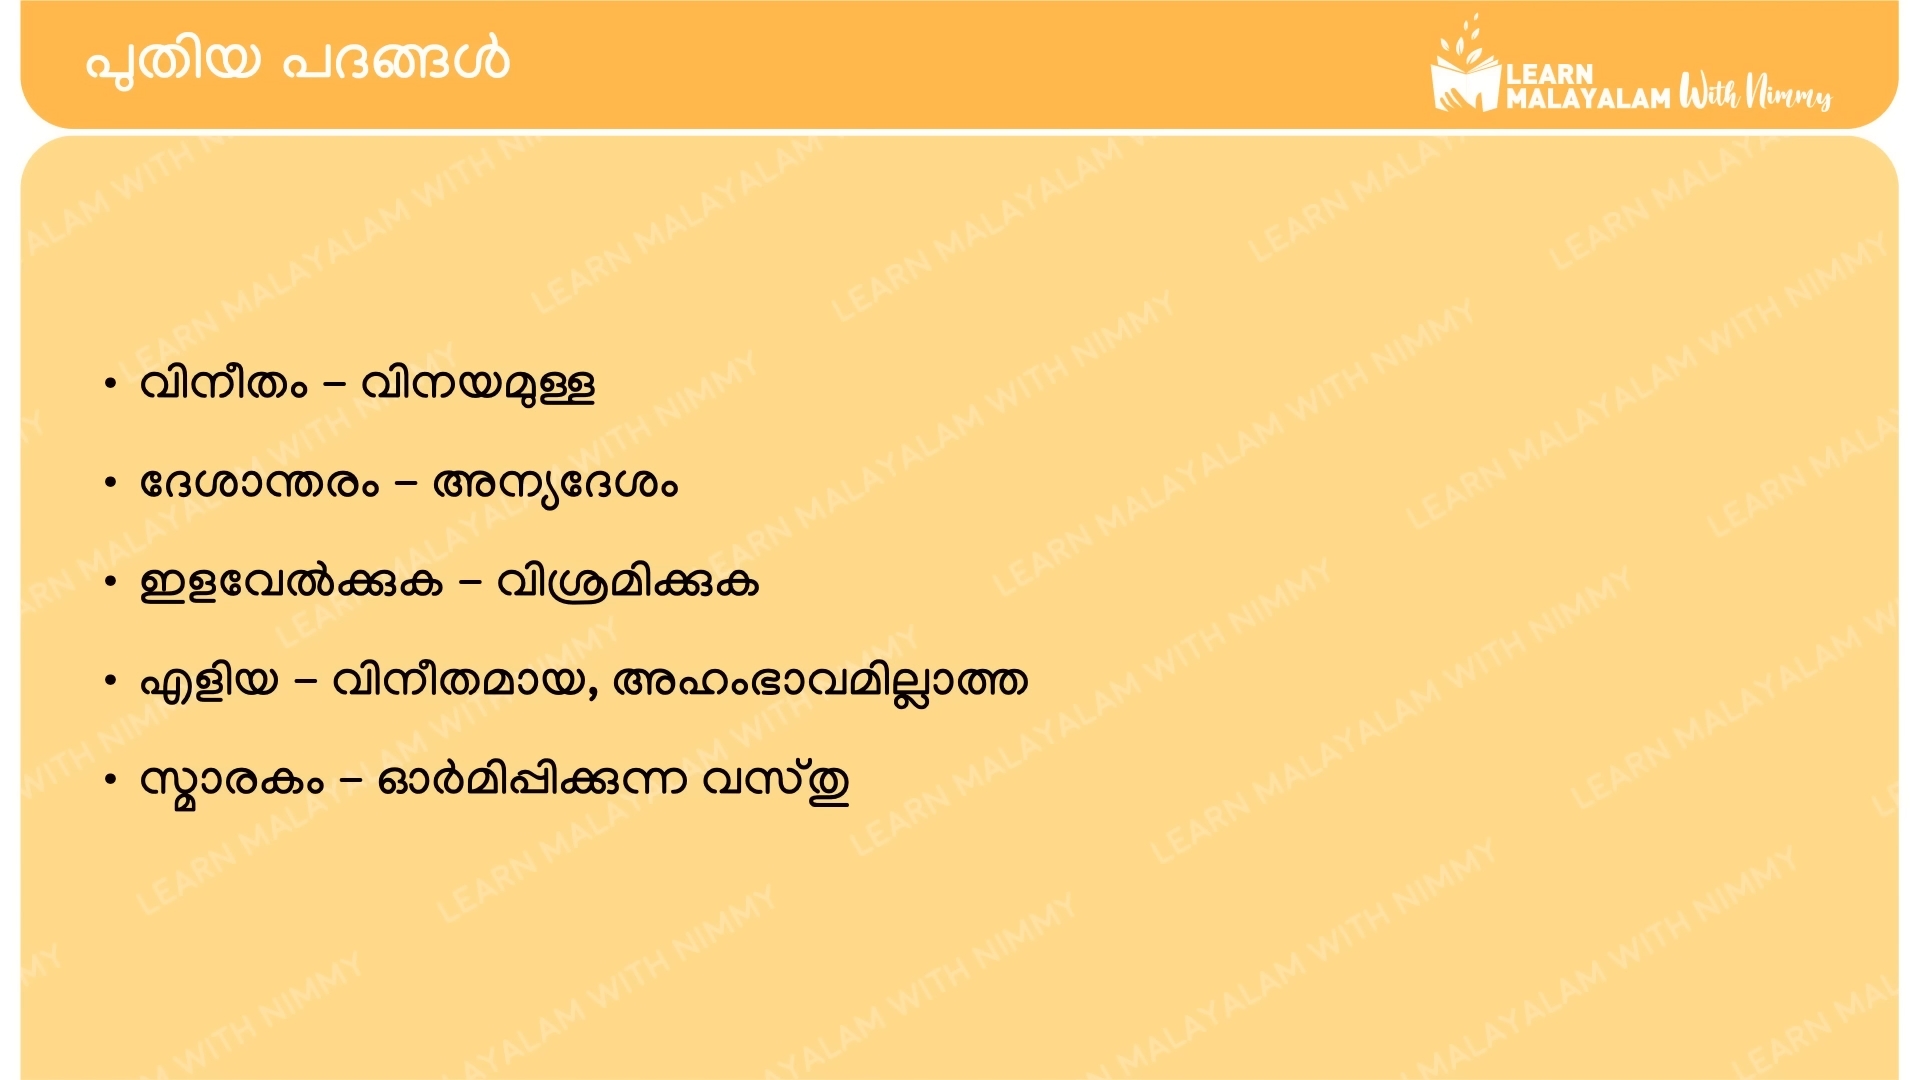 പുതിയ പദങ്ങൾ
LEARN
MALAYALAM With Nimmy
• വിനീതം – വിനയമുള്ള
• ദേശാന്തരം – അന്യദേശം
• ഇളവേൽക്കുക – വിശ്രമിക്കുക
• എളിയ – വിനീതമായ, അഹംഭാവമില്ലാത്ത
• സ്മാരകം – ഓർമിപ്പിക്കുന്ന വസ്തു